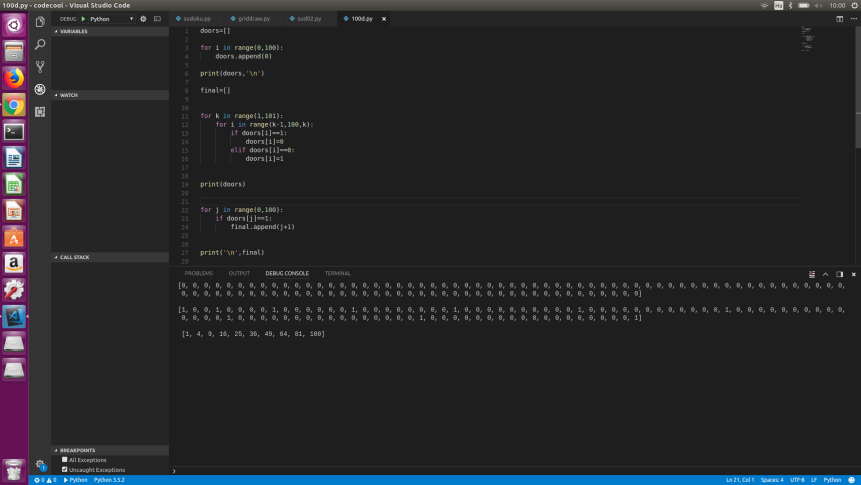 100d.py - codecool - Visual Studio Code
Hu
10:00
DEBUG
Python
sudoku.py
griddraw.py
sud02.py
100d.py
VARIABLES
WATCH
CALL STACK
BREAKPOINTS
All Exceptions
Uncaught Exceptions
1 doors=[]
2
3 for i in range(0,100):
4 doors.append(0)
5
6 print(doors,'\n')
7
8 final=[]
9
10
11 for k in range(1,101):
12 for i in range(k-1,100,k):
13 if doors[i]==1:
14 doors[i]=0
15 elif doors[i]==0:
16 doors[i]=1
17
18
19 print(doors)
20
21
22 for j in range(0,100):
23 if doors[j]==1:
24 final.append(j+1)
25
26
27 print('\n',final)
28
PROBLEMS OUTPUT DEBUG CONSOLE TERMINAL
[0, 0, 0, 0, 0, 0, 0, 0, 0, 0, 0, 0, 0, 0, 0, 0, 0, 0, 0, 0, 0, 0, 0, 0, 0, 0, 0, 0, 0, 0, 0, 0, 0, 0, 0, 0, 0, 0, 0, 0, 0, 0, 0, 0, 0, 0, 0, 0, 0, 0, 0, 0, 0, 0, 0, 0, 0, 0, 0,
0, 0, 0, 0, 0, 0, 0, 0, 0, 0, 0, 0, 0, 0, 0, 0, 0, 0, 0, 0, 0, 0, 0, 0, 0, 0, 0, 0, 0, 0, 0, 0, 0, 0, 0, 0, 0, 0, 0, 0, 0]
[1, 0, 0, 1, 0, 0, 0, 0, 1, 0, 0, 0, 0, 0, 0, 1, 0, 0, 0, 0, 0, 0, 0, 0, 1, 0, 0, 0, 0, 0, 0, 0, 0, 0, 0, 1, 0, 0, 0, 0, 0, 0, 0, 0, 0, 0, 0, 0, 1, 0, 0, 0, 0, 0, 0, 0, 0, 0, 0,
0, 0, 0, 0, 1, 0, 0, 0, 0, 0, 0, 0, 0, 0, 0, 0, 0, 0, 0, 0, 0, 1, 0, 0, 0, 0, 0, 0, 0, 0, 0, 0, 0, 0, 0, 0, 0, 0, 0, 0, 1]
[1, 4, 9, 16, 25, 36, 49, 64, 81, 100]
0 0
Python
Python 3.5.2
Ln 21, Col 1
Spaces: 4
UTF-8
LF
Python
1